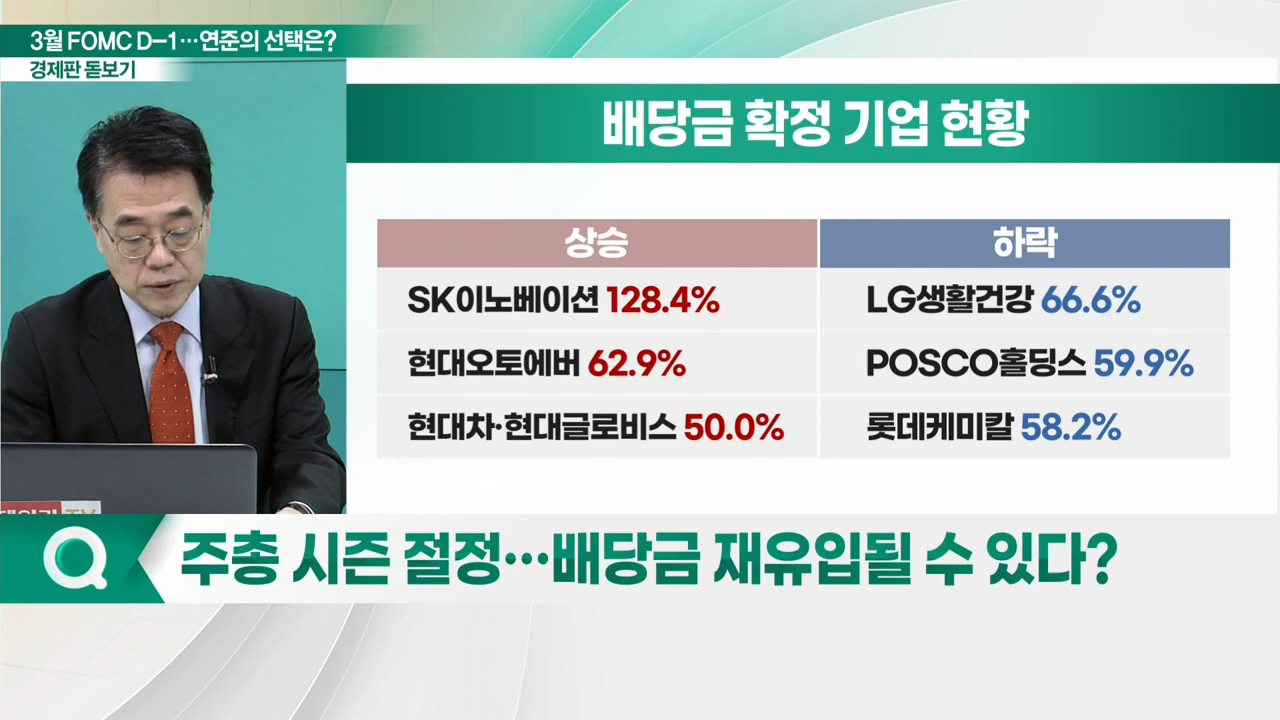 3월 FOMC D-1…연준의 선택은?
경제판 돋보기
배당금 확정 기업 현황
상승
하락
SK이노베이션 128.4%
LG생활건강 66.6%
현대오토에버 62.9%
POSCO홀딩스 59.9%
현대차·현대글로비스 50.0%
롯데케미칼 58.2%
주총 시즌 절정…배당금 재유입될 수 있다?